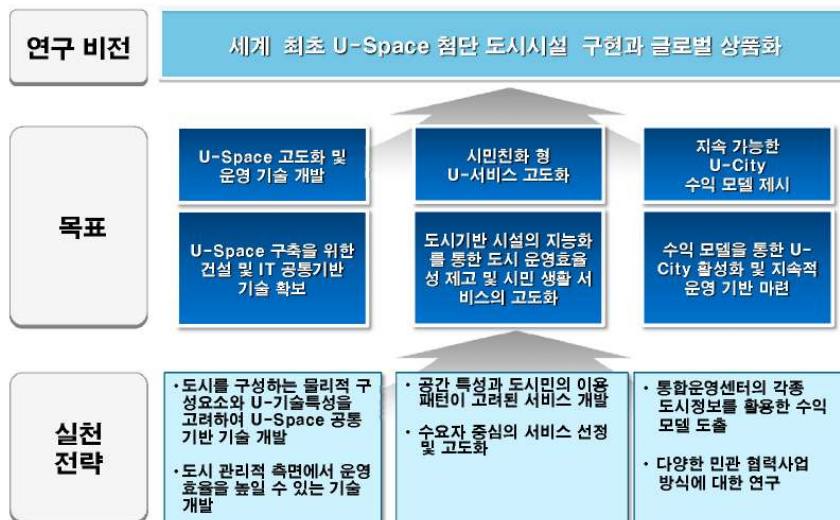 연구 비전
세계 최초 U-Space 첨단 도시시설 구현과 글로벌 상품화
목표
U-Space 고도화 및
운영 기술 개발
시민친화 형
U-서비스 고도화
지속 가능한
U-City
수익 모델 제시
U-Space 구축을 위한
건설 및 IT 공통기반
기술 확보
도시기반 시설의 지능화
를 통한 도시 운영효율
성 제고 및 시민 생활 서
비스의 고도화
수익 모델을 통한 U-
City 활성화 및 지속적
운영 기반 마련
실천
전략
· 도시를 구성하는 물리적 구
성요소와 U-기술특성을
고려하여 U-Space 공통
기반 기술 개발
· 도시 관리적 측면에서 운영
효율을 높일 수 있는 기술
개발
· 공간 특성과 도시민의 이용
패턴이 고려된 서비스 개발
· 수요자 중심의 서비스 선정
및 고도화
· 통합운영센터의 각종
도시정보를 활용한 수익
모델 도출
· 다양한 민관 협력사업
방식에 대한 연구